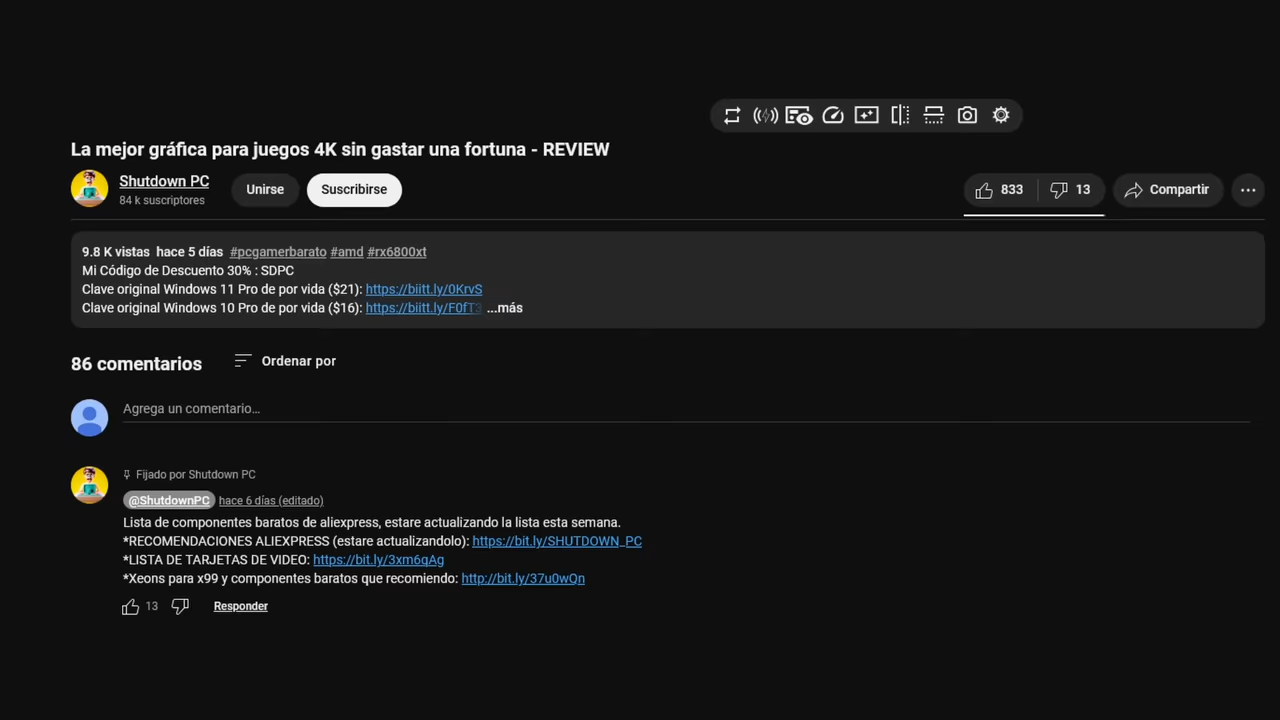 La mejor gráfica para juegos 4K sin gastar una fortuna - REVIEW
Shutdown PC
84 k suscriptores
Unirse
Suscribirse
833
13
Compartir
9.8 K vistas hace 5 días #pcgamerbarato #amd #rx6800xt
Mi Código de Descuento 30% : SDPC
Clave original Windows 11 Pro de por vida ($21): https://biitt.ly/0KrvS
Clave original Windows 10 Pro de por vida ($16): https://biitt.ly/F0fT3 ...más
86 comentarios
Ordenar por
Agrega un comentario...
Fijado por Shutdown PC
@ShutdownPC hace 6 días (editado)
Lista de componentes baratos de aliexpress, estare actualizando la lista esta semana.
*RECOMENDACIONES ALIEXPRESS (estare actualizandolo): https://bit.ly/SHUTDOWN_PC
*LISTA DE TARJETAS DE VIDEO: https://bit.ly/3xm6qAg
*Xeons para x99 y componentes baratos que recomiendo: http://bit.ly/37u0wQn
13
Responder